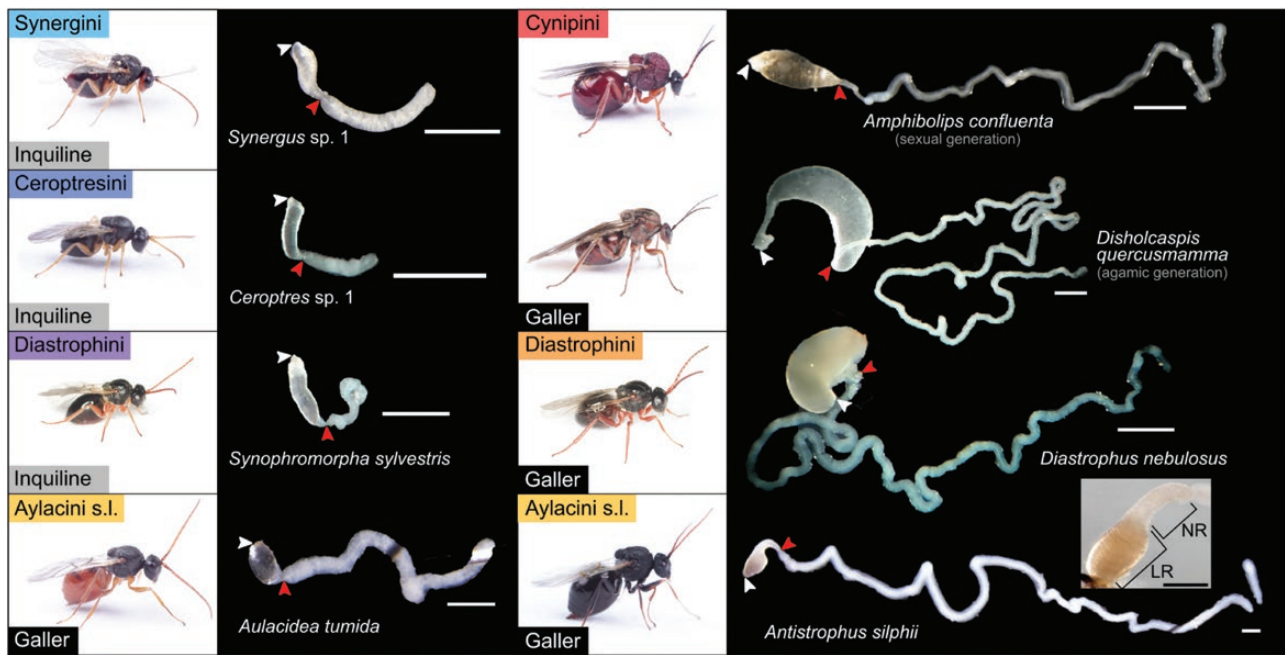 Synergini
Inquiline
Synergus sp. 1
Ceroptresini
Inquiline
Ceroptres sp. 1
Diastrophini
Inquiline
Synophromorpha sylvestris
Aylacini s.l.
Galler
Aulacidea tumida
Cynipini
Amphibolips confluenta
(sexual generation)
Galler
Disholcaspis
quercusmamma
(agamic generation)
Diastrophini
Galler
Diastrophus nebulosus
Aylacini s.l.
Galler
NR
LR
Antistrophus silphii